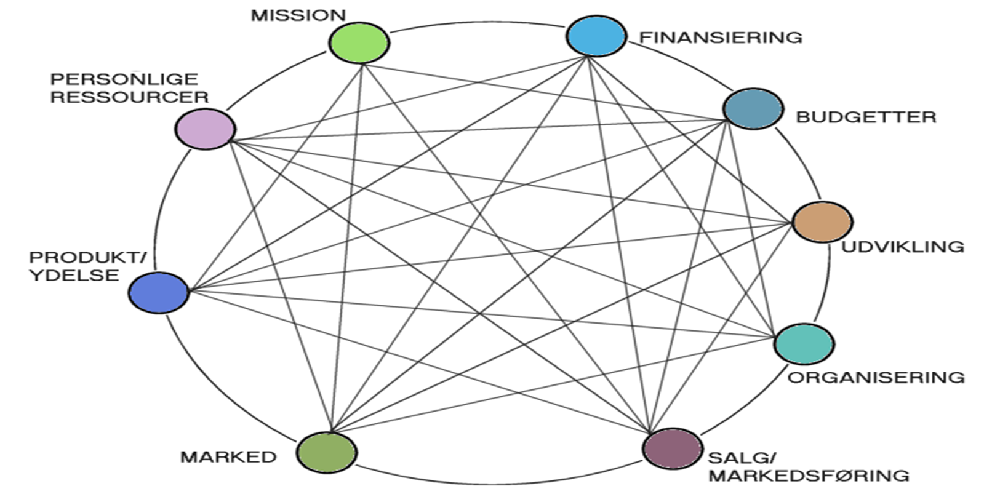 MISSION
FINANSIERING
PERSONLIGE
RESSOURCER
BUDGETTER
UDVIKLING
PRODUKT/
YDELSE
ORGANISERING
MARKED
SALG/
MARKEDSFØRING